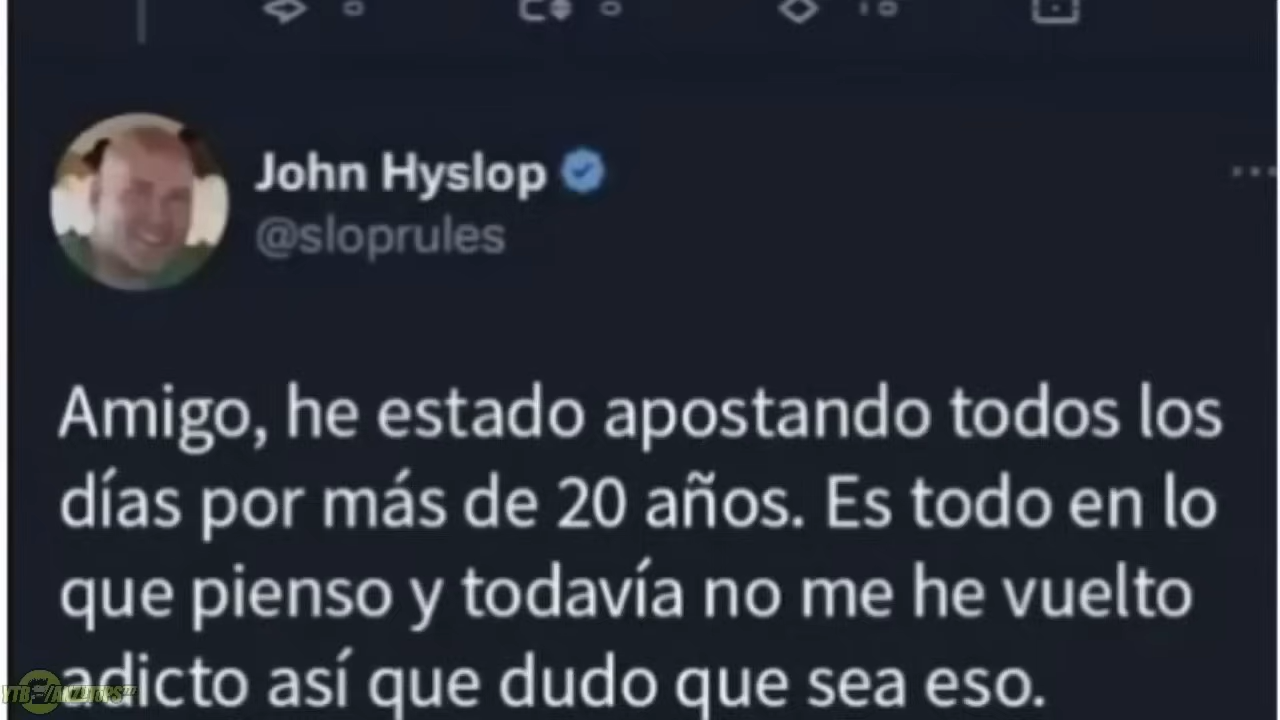 John Hyslop
@sloprules
Amigo, he estado apostando todos los
días por más de 20 años. Es todo en lo
que pienso y todavía no me he vuelto
adicto así que dudo que sea eso.